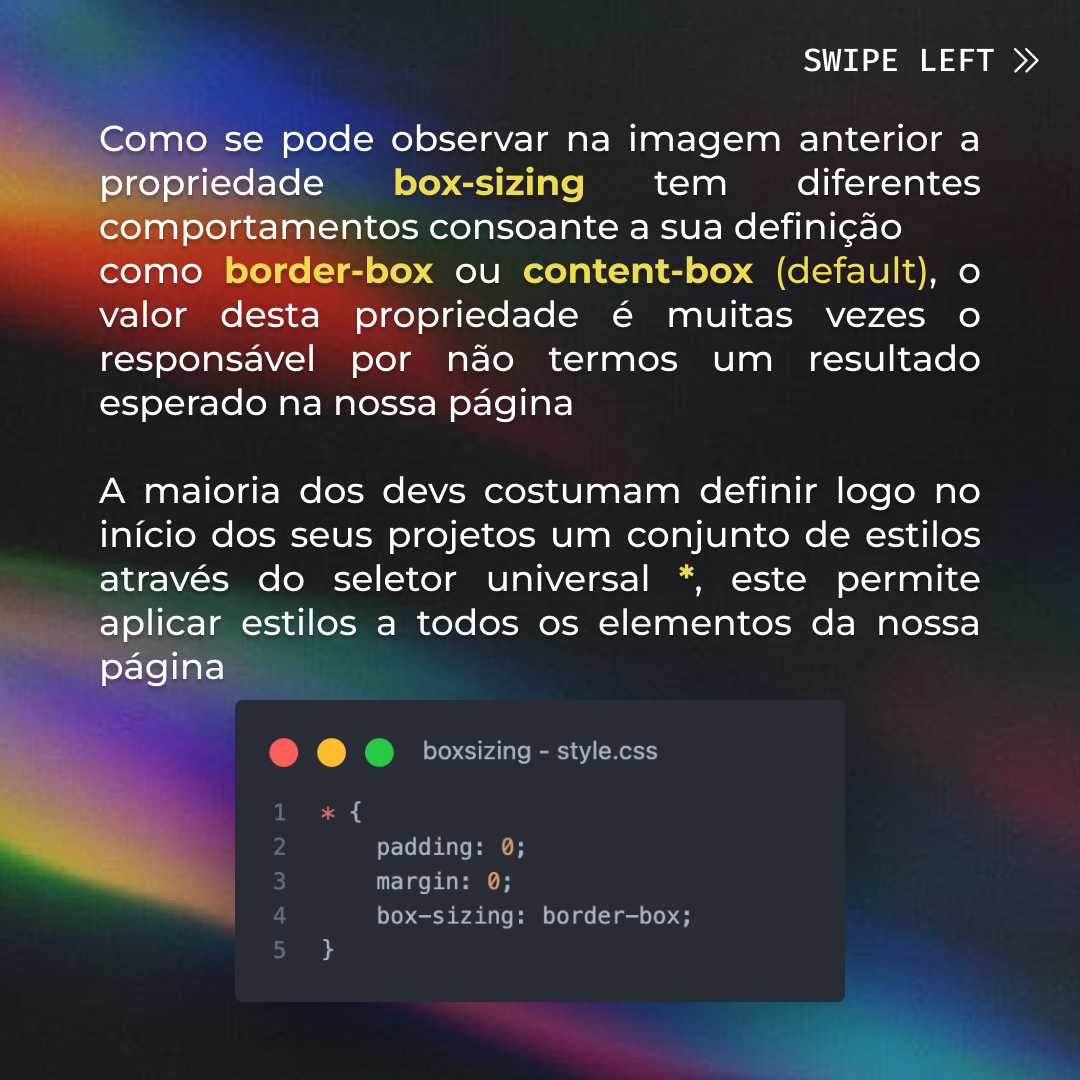 SWIPE LEFT
Como se pode observar na imagem anterior a
propriedade box-sizing tem diferentes
comportamentos consoante a sua definição
como border-box ou content-box (default), o
valor desta propriedade é muitas vezes o
responsável por não termos um resultado
esperado na nossa página
A maioria dos devs costumam definir logo no
início dos seus projetos um conjunto de estilos
através do seletor universal *, este permite
aplicar estilos a todos os elementos da nossa
página
boxsizing - style.css
1 * {
2 padding: 0;
3 margin: 0;
4 box-sizing: border-box;
5 }